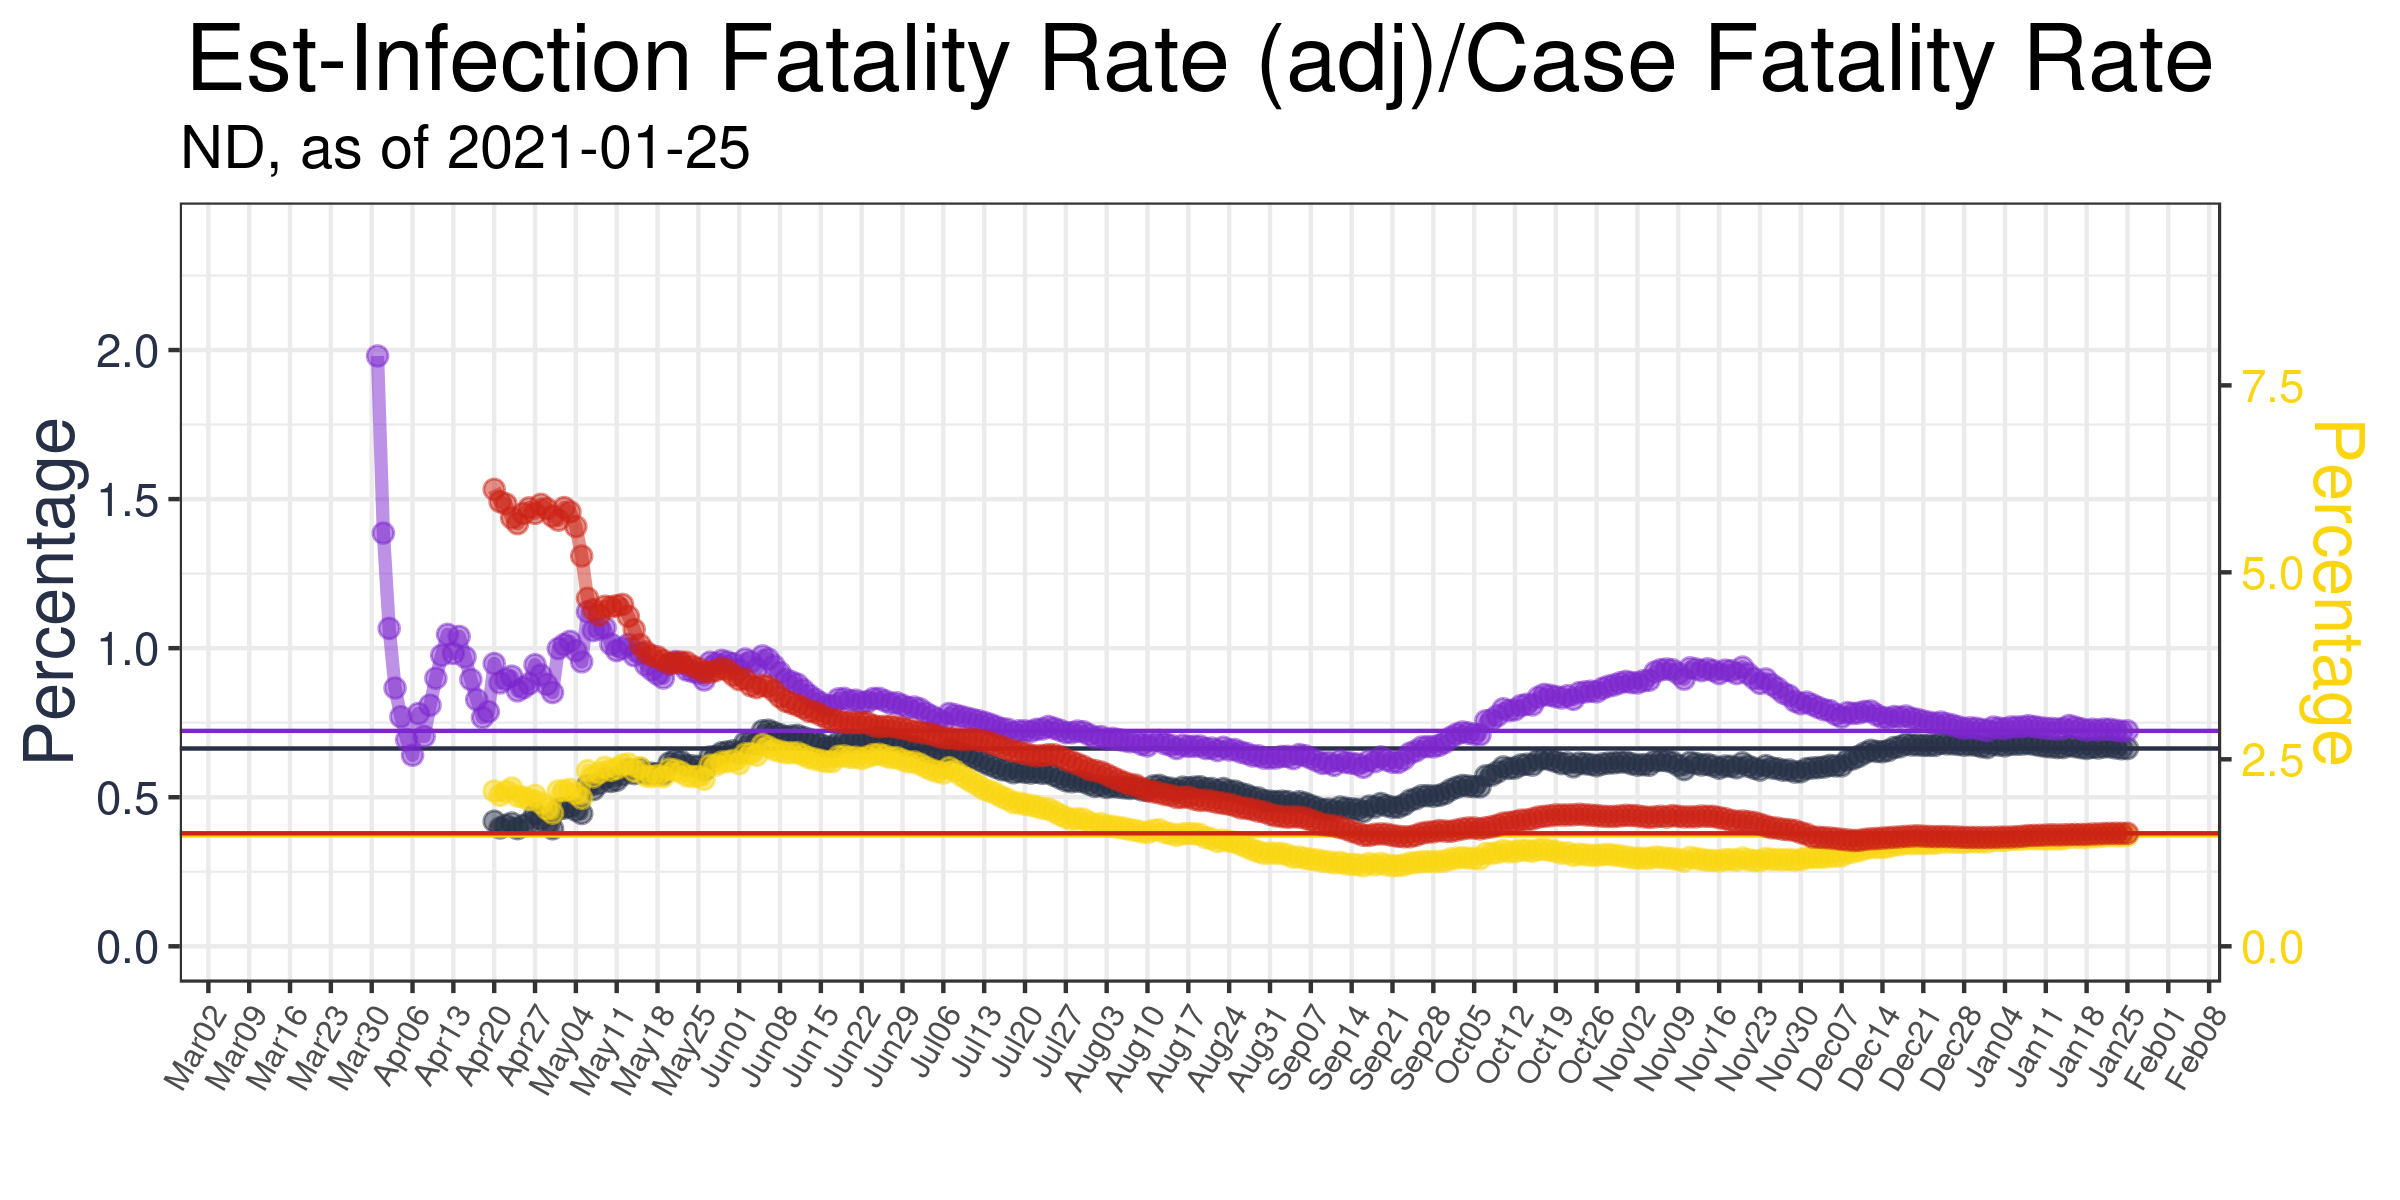 Est-Infection Fatality Rate (adj)/Case Fatality Rate
ND, as of 2021-01-25
Percentage
2.0
1.5
1.0
0.5
0.0
7.5
5.0
2.5
0.0
Percentage
Mar02 Mar09 Mar16 Mar23 Mar30 Apr06 Apr13 Apr20 Apr27 May04 May11 May18 May25 Jun01 Jun08 Jun15 Jun22 Jun29 Jul06 Jul13 Jul20 Jul27 Aug03 Aug10 Aug17 Aug24 Aug31 Sep07 Sep14 Sep21 Sep28 Oct05 Oct12 Oct19 Oct26 Nov02 Nov09 Nov16 Nov23 Nov30 Dec07 Dec14 Dec21 Dec28 Jan04 Jan11 Jan18 Jan25 Feb01 Feb08